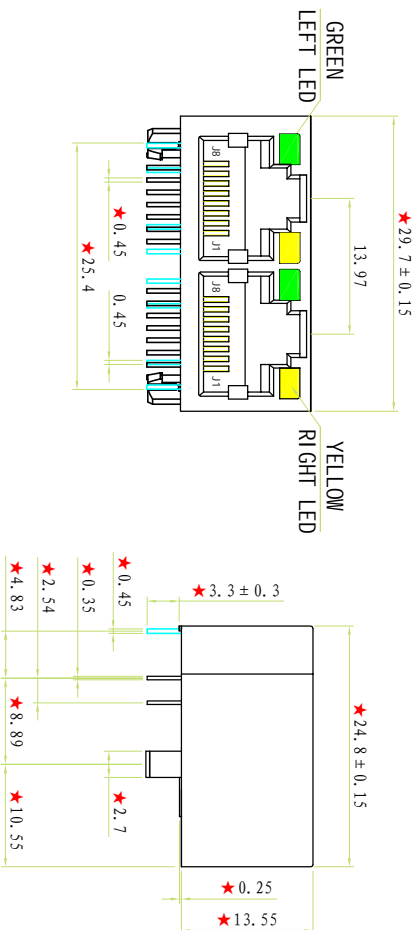 GREEN
LEFT LED
★29.7±0.15
13.97
J8
J1
J8
J1
★0.45
0.45
★25.4
YELLOW
RIGHT LED
★3.3±0.3
★24.8±0.15
★0.45
★0.35
★2.54
★4.83
★8.89
★10.55
★2.7
★0.25
★13.55